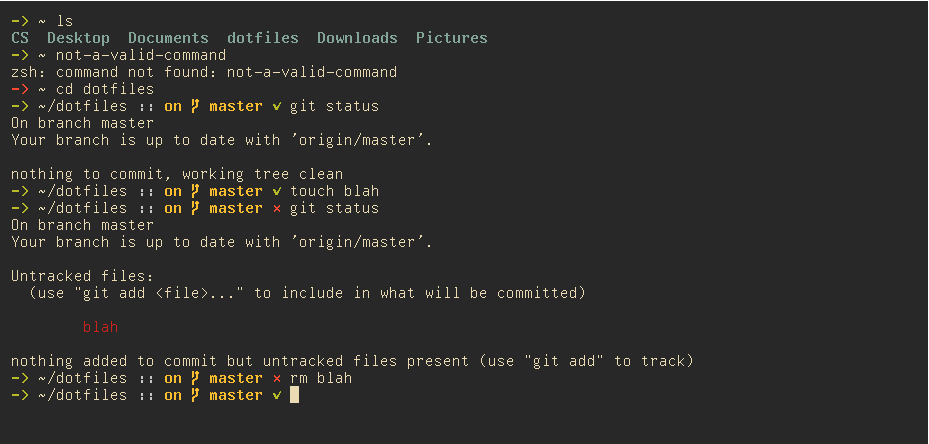 -> ~ ls
CS  Desktop  Documents  dotfiles  Downloads  Pictures
-> ~ not-a-valid-command
zsh: command not found: not-a-valid-command
-> ~ cd dotfiles
-> ~/dotfiles :: on  master ✔ git status
On branch master
Your branch is up to date with 'origin/master'.

nothing to commit, working tree clean
-> ~/dotfiles :: on  master ✔ touch blah
-> ~/dotfiles :: on  master × git status
On branch master
Your branch is up to date with 'origin/master'.

Untracked files:
  (use "git add <file>..." to include in what will be committed)

        blah

nothing added to commit but untracked files present (use "git add" to track)
-> ~/dotfiles :: on  master × rm blah
-> ~/dotfiles :: on  master ✔